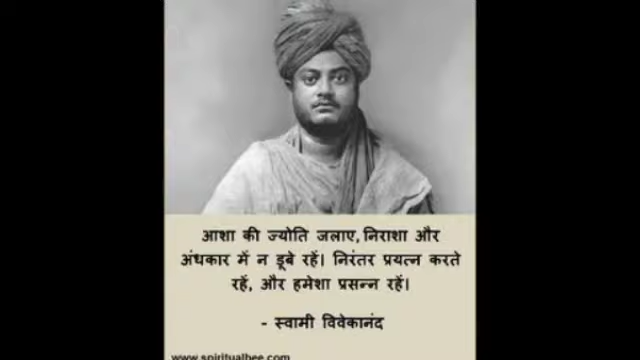 आशा की ज्योति जलाए,निराशा और
अंधकार में न डूबे रहें। निरंतर प्रयत्न करते
रहें, और हमेशा प्रसन्न रहें।
- स्वामी विवेकानंद
www.spiritualbee.com